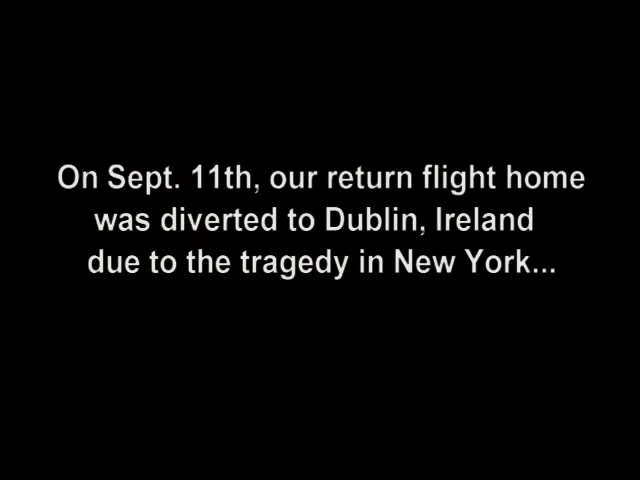 On Sept. 11th, our return flight home
was diverted to Dublin, Ireland
due to the tragedy in New York...